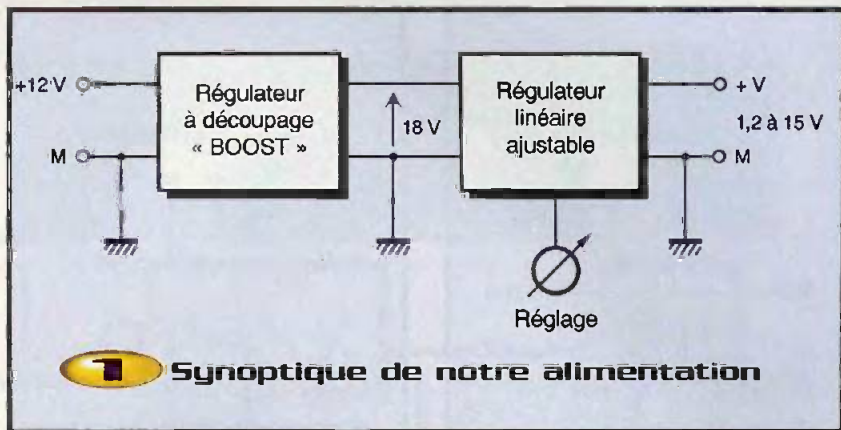 +12 V
M
Régulateur
à découpage
« BOOST »
18 V
Régulateur
linéaire
ajustable
+ V
1,2 à 15 V
M
Réglage
1 Synoptique de notre alimentation